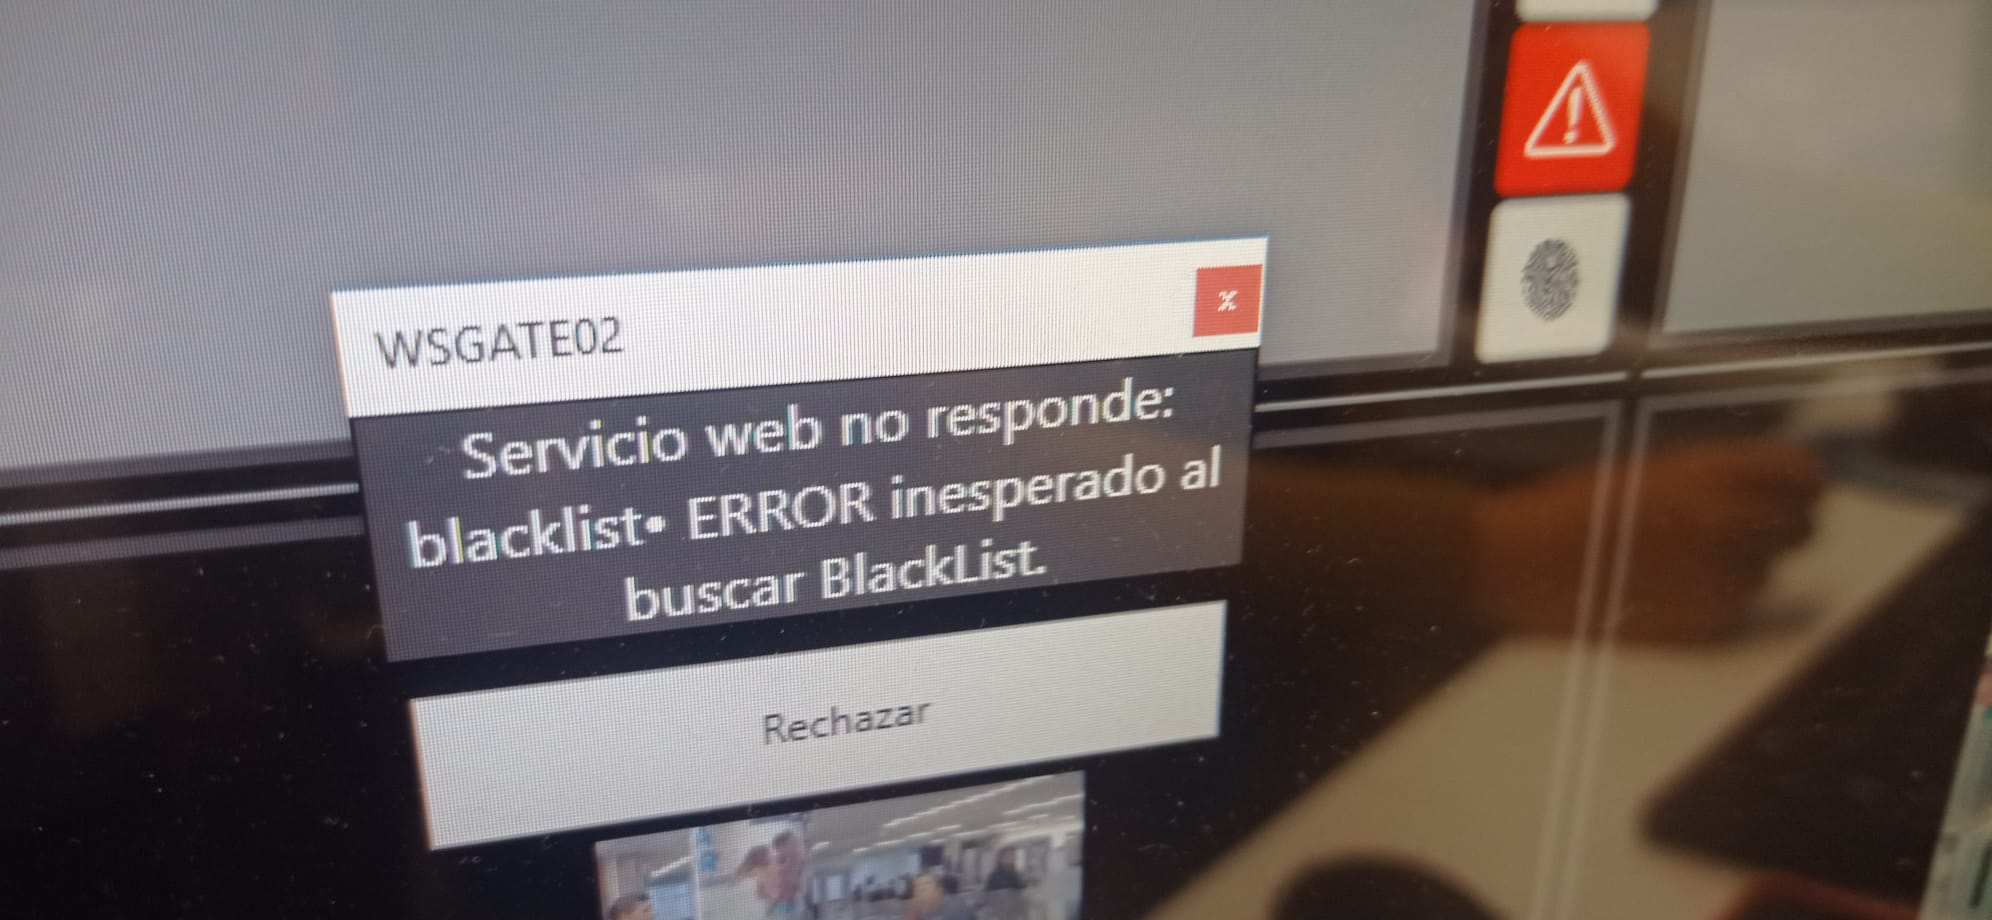 WSGATE02
x
Servicio web no responde:
blacklist• ERROR inesperado al
buscar BlackList.
Rechazar